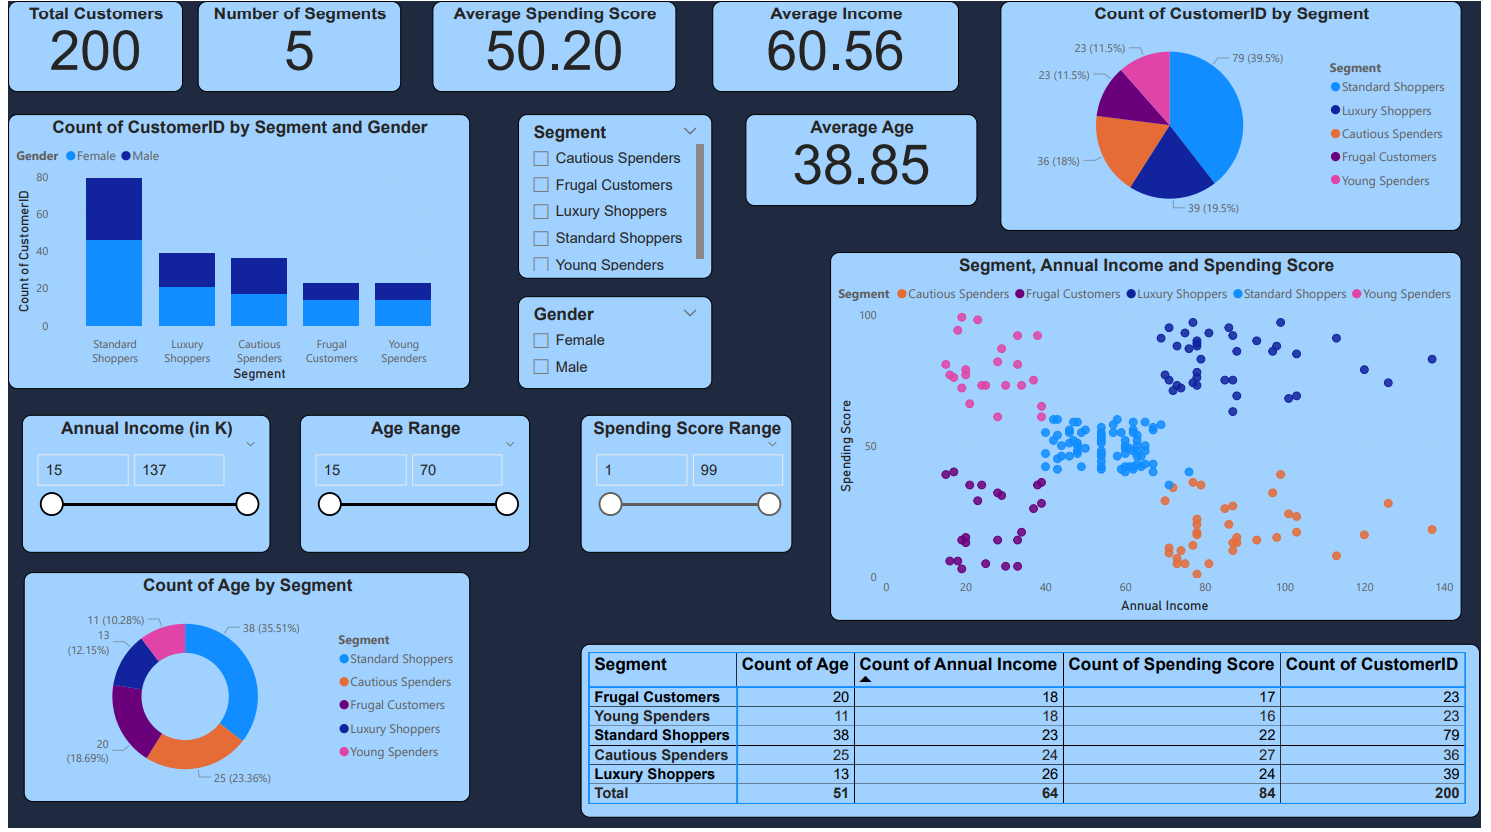 Total Customers
200
Number of Segments
5
Average Spending Score
50.20
Average Income
60.56
Count of CustomerID by Segment
23 (11.5%)
79 (39.5%)
23 (11.5%)
36 (18%)
39 (19.5%)
Segment
Standard Shoppers
Luxury Shoppers
Cautious Spenders
Frugal Customers
Young Spenders
Count of CustomerID by Segment and Gender
Gender Female Male
Count of CustomerID
80
60
40
20
0
Standard Shoppers
Luxury Shoppers
Cautious Spenders
Frugal Customers
Young Spenders
Segment
Segment
Cautious Spenders
Frugal Customers
Luxury Shoppers
Standard Shoppers
Young Spenders
Average Age
38.85
Gender
Female
Male
Segment, Annual Income and Spending Score
Segment Cautious Spenders Frugal Customers Luxury Shoppers Standard Shoppers Young Spenders
Spending Score
100
50
0
0 20 40 60 80 100 120 140
Annual Income
Annual Income (in K)
15 137
Age Range
15 70
Spending Score Range
1 99
Count of Age by Segment
11 (10.28%)
13
(12.15%)
38 (35.51%)
20
(18.69%)
25 (23.36%)
Segment
Standard Shoppers
Cautious Spenders
Frugal Customers
Luxury Shoppers
Young Spenders
Segment Count of Age Count of Annual Income Count of Spending Score Count of CustomerID
Frugal Customers 20 18 17 23
Young Spenders 11 18 16 23
Standard Shoppers 38 23 22 79
Cautious Spenders 25 24 27 36
Luxury Shoppers 13 26 24 39
Total 51 64 84 200